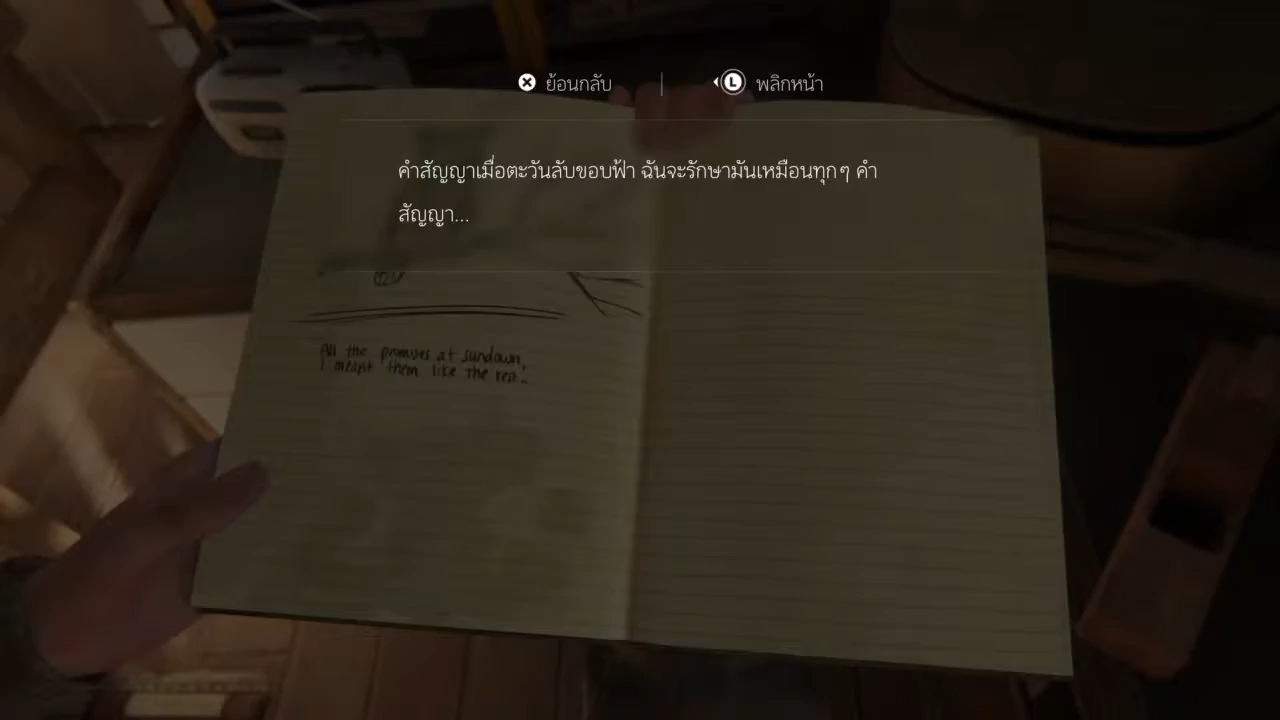 ย้อนกลับ | L พลิกหน้า
คำสัญญาเมื่อตะวันลับขอบฟ้า ฉันจะรักษามันเหมือนทุกๆ คำ
สัญญา...
All the promises at sundown,
I meant them like the rest.